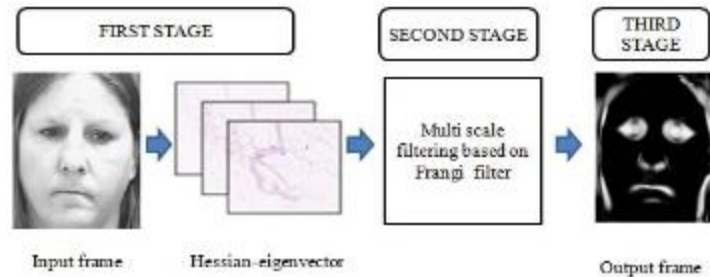 FIRST STAGE
SECOND STAGE
THIRD
STAGE
Multi scale
filtering based on
Frangi filter
Input frame
Hessian-eigenvector
Output frame